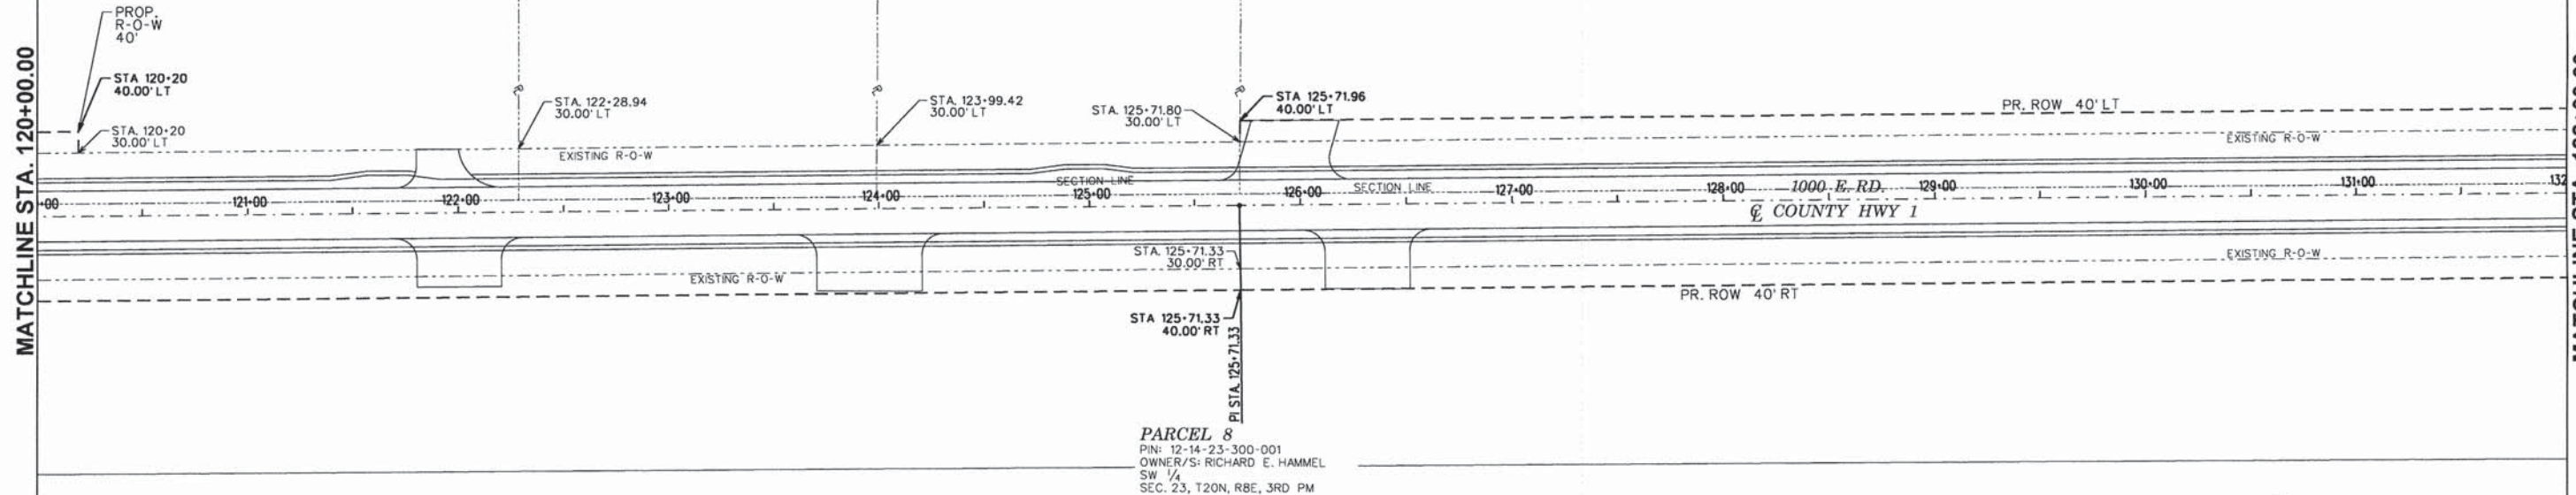 PROP.
R-O-W
40'
STA 120+20
40.00' LT
STA. 120+20
30.00' LT
MATCHLINE STA. 120+00.00
STA. 122+28.94
30.00' LT
STA. 123+99.42
30.00' LT
STA. 125+71.80
30.00' LT
STA 125+71.96
40.00' LT
PR. ROW 40' LT
EXISTING R-O-W
EXISTING R-O-W
SECTION LINE
SECTION LINE
+00
121+00
122+00
123+00
124+00
125+00
126+00
127+00
128+00
1000 E. RD.
129+00
130+00
131+00
132
℄ COUNTY HWY 1
STA. 125+71.33
30.00' RT
EXISTING R-O-W
EXISTING R-O-W
PR. ROW 40' RT
STA 125+71.33
40.00' RT
PI STA. 125+71.33
PARCEL 8
PIN: 12-14-23-300-001
OWNER/S: RICHARD E. HAMMEL
SW 1/4
SEC. 23, T20N, R8E, 3RD PM